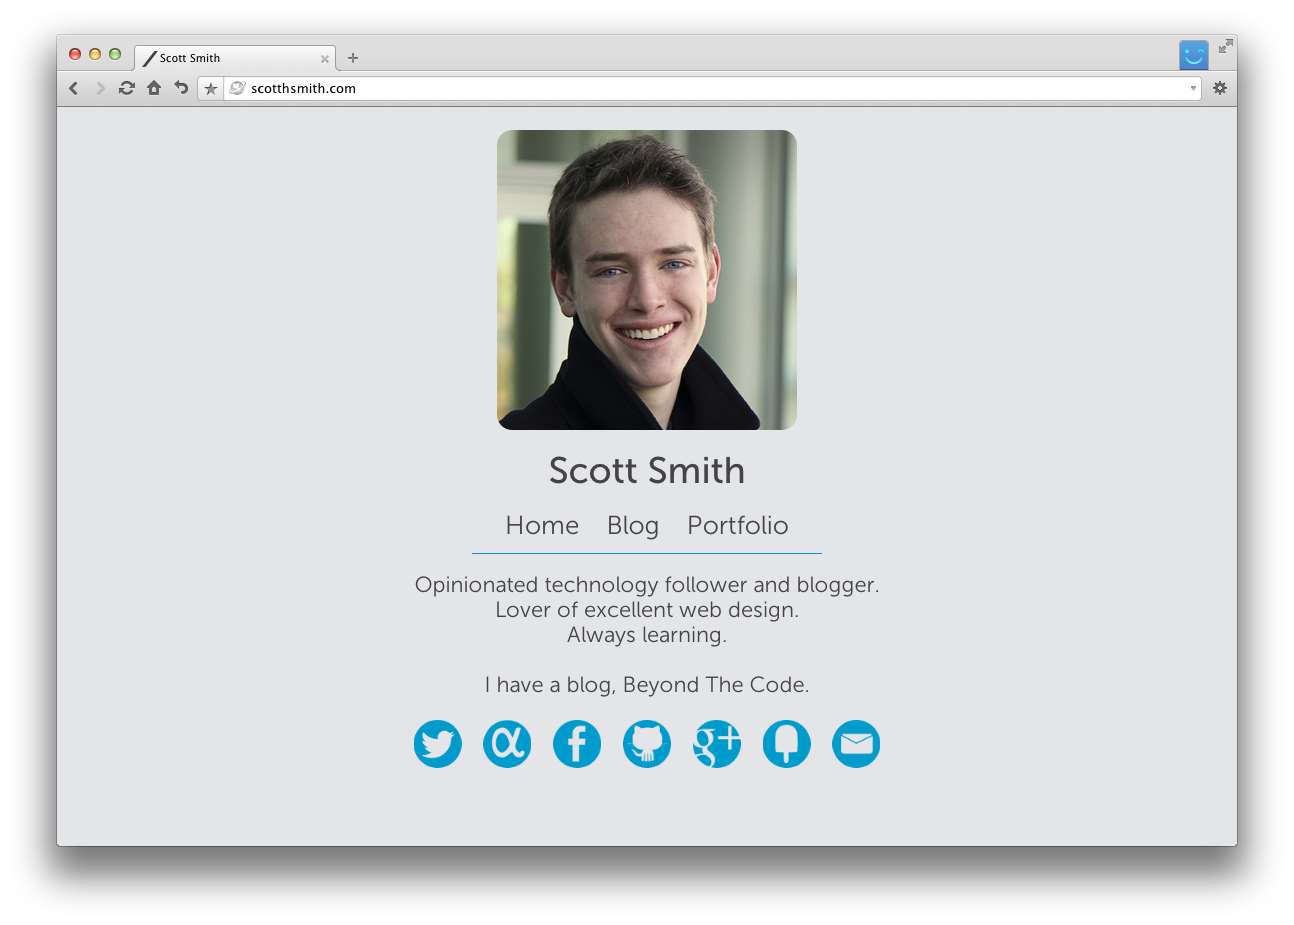 Scott Smith
scotthsmith.com
Scott Smith
Home Blog Portfolio
Opinionated technology follower and blogger.
Lover of excellent web design.
Always learning.
I have a blog, Beyond The Code.